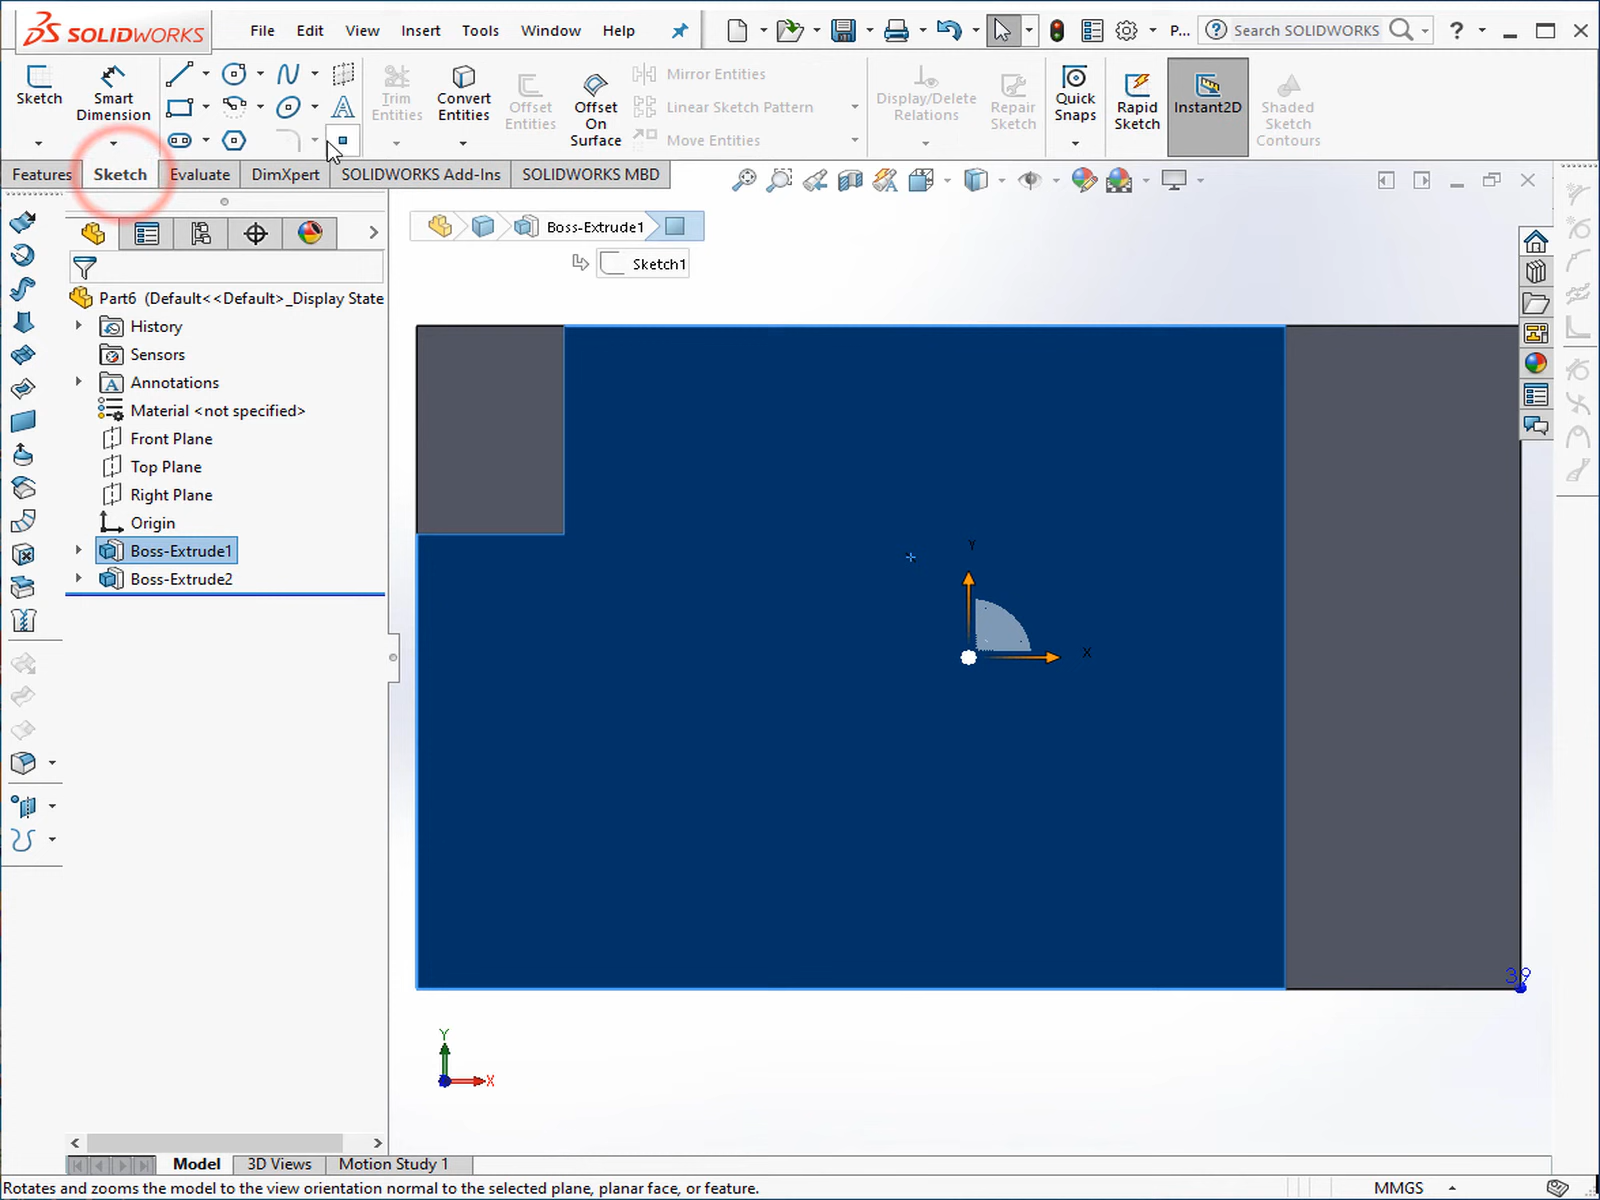 SOLIDWORKS File Edit View Insert Tools Window Help P... Search SOLIDWORKS ?
Sketch Smart Dimension Trim Entities Convert Entities Offset Entities Offset On Surface Mirror Entities Linear Sketch Pattern Move Entities Display/Delete Relations Repair Sketch Quick Snaps Rapid Sketch Instant2D Shaded Sketch Contours
Features Sketch Evaluate DimXpert SOLIDWORKS Add-Ins SOLIDWORKS MBD
Boss-Extrude1
Sketch1
Part6 (Default<<Default>_Display State
History
Sensors
Annotations
Material <not specified>
Front Plane
Top Plane
Right Plane
Origin
Boss-Extrude1
Boss-Extrude2
Y
X
39
Y
X
Model 3D Views Motion Study 1
Rotates and zooms the model to the view orientation normal to the selected plane, planar face, or feature. MMGS